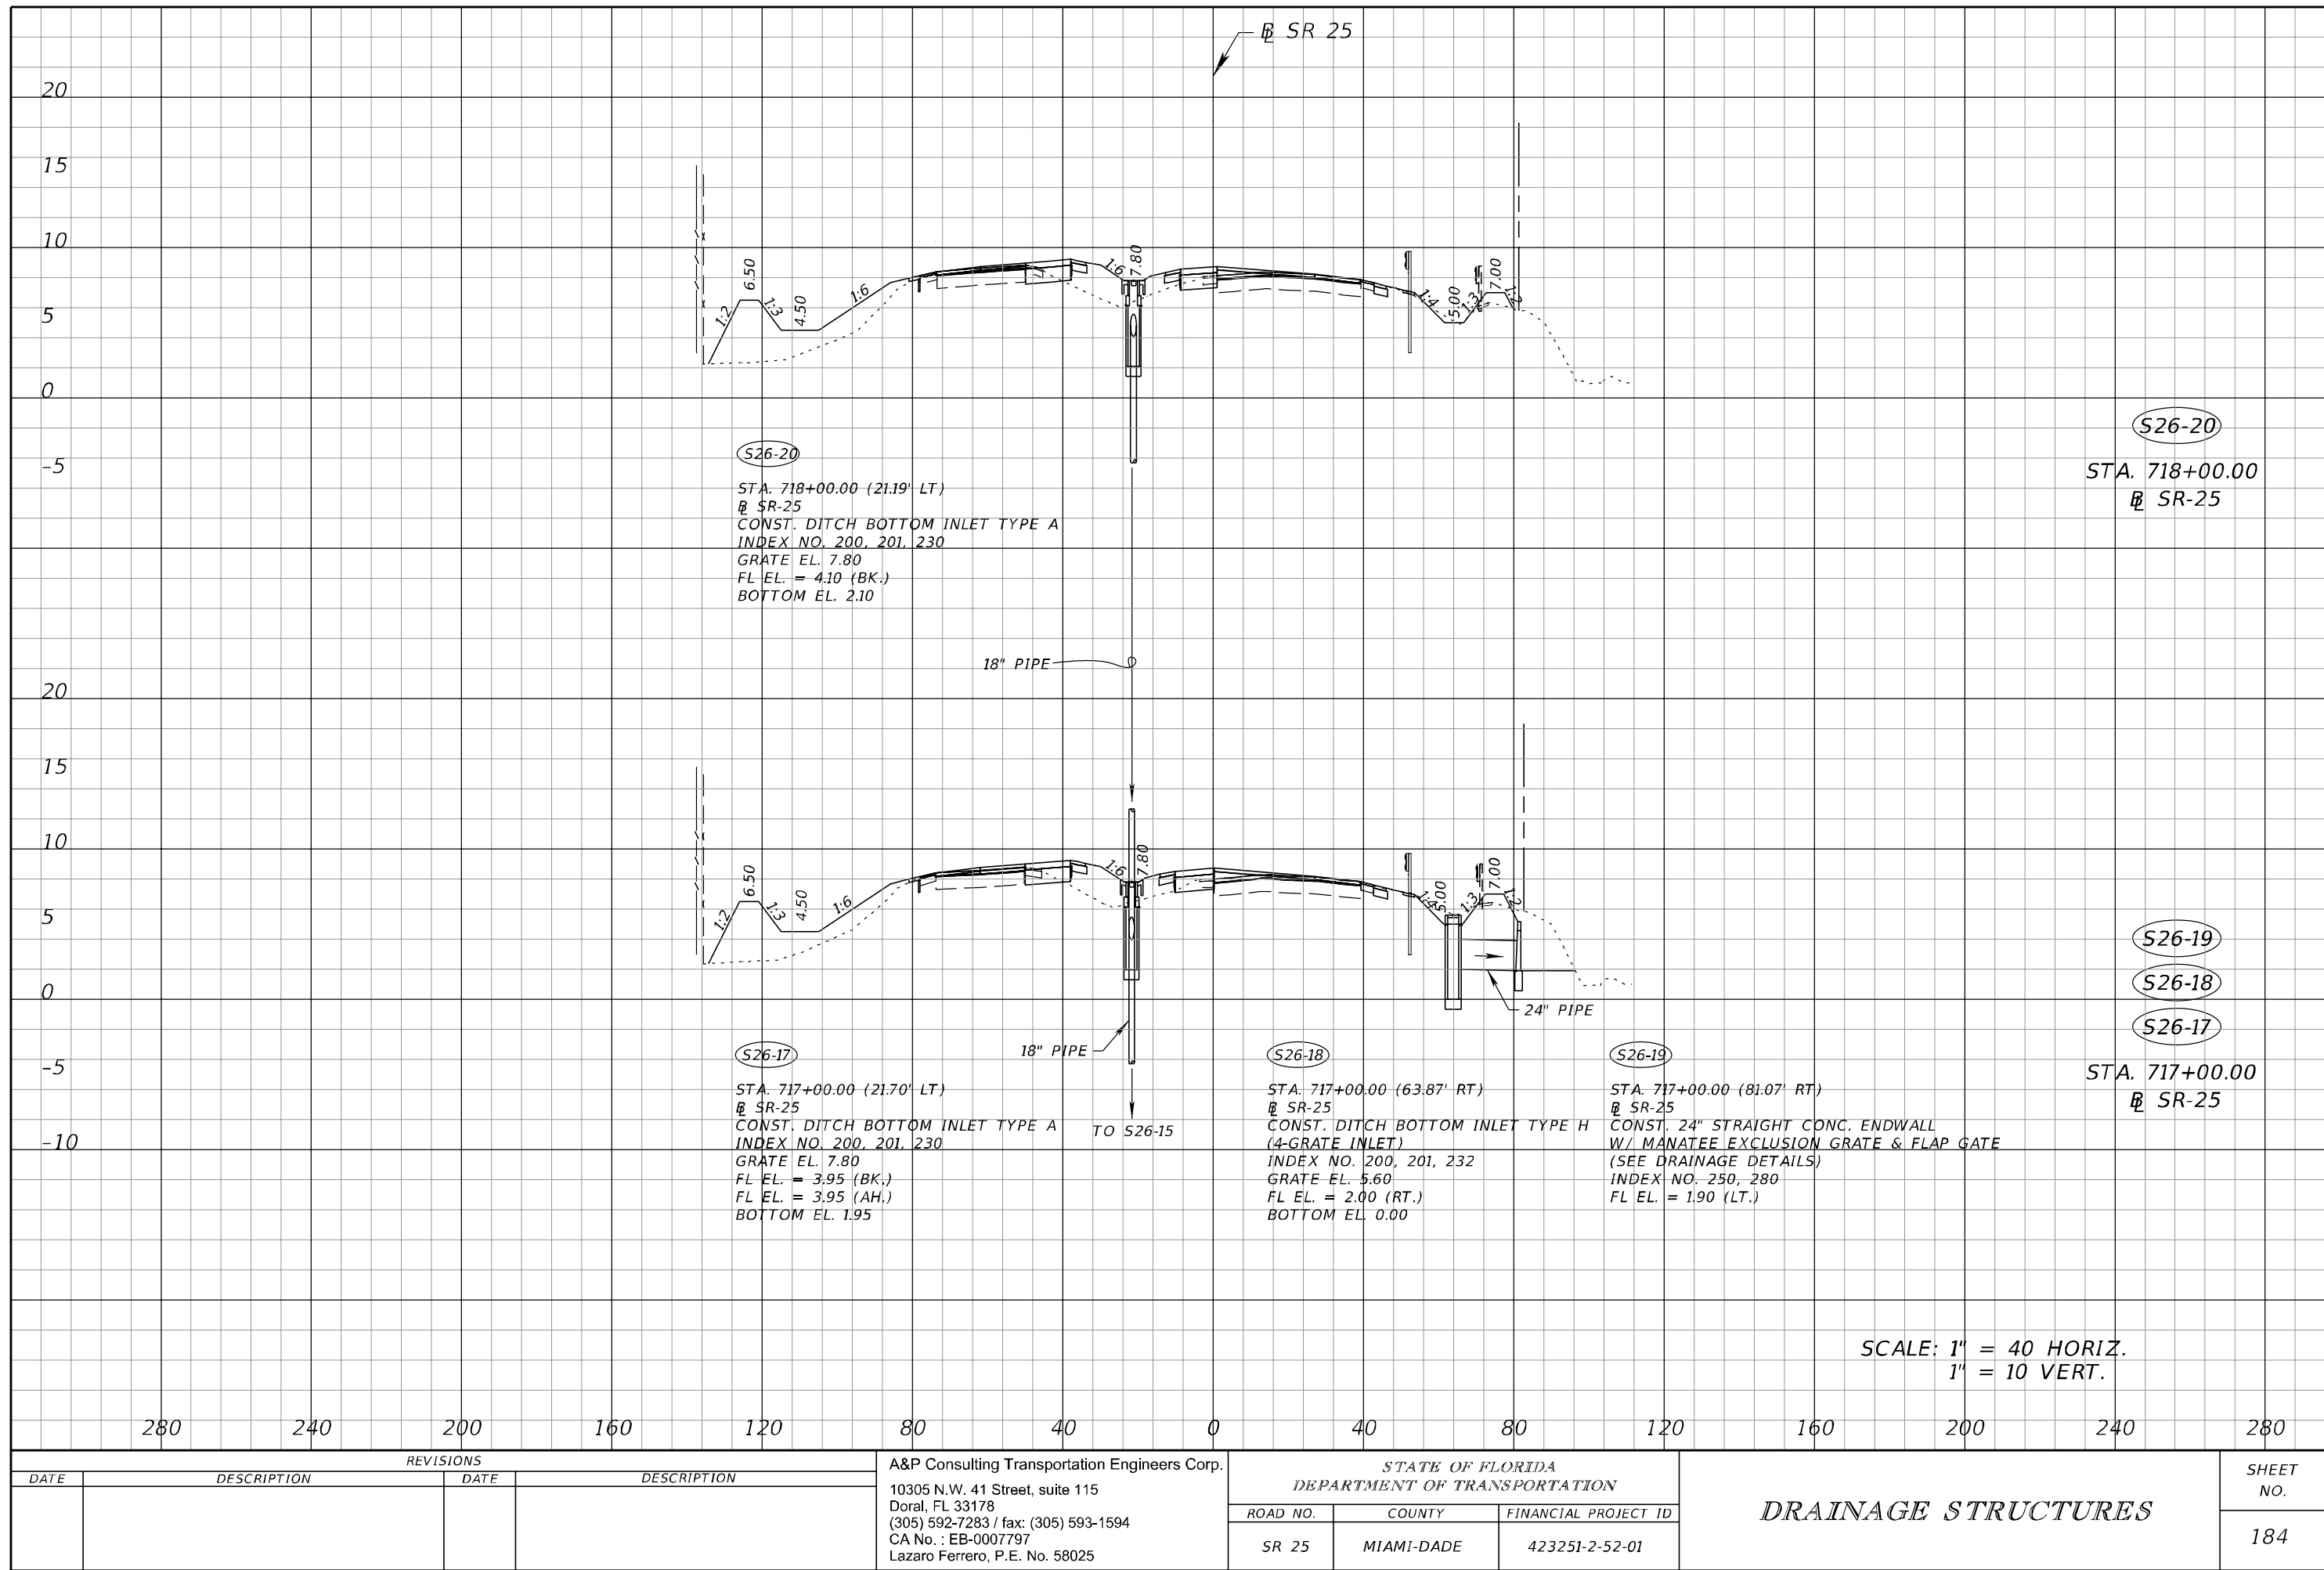 BL SR 25
20
15
10
5
0
-5
1:2
6.50
1:3
4.50
1:6
1:6
7.80
1:4
5.00
1:3
7.00
1:2
S26-20
STA. 718+00.00 (21.19' LT)
BL SR-25
CONST. DITCH BOTTOM INLET TYPE A
INDEX NO. 200, 201, 230
GRATE EL. 7.80
FL EL. = 4.10 (BK.)
BOTTOM EL. 2.10
S26-20
STA. 718+00.00
BL SR-25
18" PIPE
20
15
10
5
0
-5
-10
1:2
6.50
1:3
4.50
1:6
1:6
7.80
1:4
5.00
1:3
7.00
1:2
24" PIPE
18" PIPE
TO S26-15
S26-17
STA. 717+00.00 (21.70' LT)
BL SR-25
CONST. DITCH BOTTOM INLET TYPE A
INDEX NO. 200, 201, 230
GRATE EL. 7.80
FL EL. = 3.95 (BK.)
FL EL. = 3.95 (AH.)
BOTTOM EL. 1.95
S26-18
STA. 717+00.00 (63.87' RT)
BL SR-25
CONST. DITCH BOTTOM INLET TYPE H
(4-GRATE INLET)
INDEX NO. 200, 201, 232
GRATE EL. 5.60
FL EL. = 2.00 (RT.)
BOTTOM EL. 0.00
S26-19
STA. 717+00.00 (81.07' RT)
BL SR-25
CONST. 24" STRAIGHT CONC. ENDWALL
W/ MANATEE EXCLUSION GRATE & FLAP GATE
(SEE DRAINAGE DETAILS)
INDEX NO. 250, 280
FL EL. = 1.90 (LT.)
S26-19
S26-18
S26-17
STA. 717+00.00
BL SR-25
SCALE: 1" = 40 HORIZ.
1" = 10 VERT.
280 240 200 160 120 80 40 0 40 80 120 160 200 240 280
REVISIONS
DATE DESCRIPTION DATE DESCRIPTION
A&P Consulting Transportation Engineers Corp.
10305 N.W. 41 Street, suite 115
Doral, FL 33178
(305) 592-7283 / fax: (305) 593-1594
CA No. : EB-0007797
Lazaro Ferrero, P.E. No. 58025
STATE OF FLORIDA
DEPARTMENT OF TRANSPORTATION
ROAD NO. COUNTY FINANCIAL PROJECT ID
SR 25 MIAMI-DADE 423251-2-52-01
DRAINAGE STRUCTURES
SHEET
NO.
184